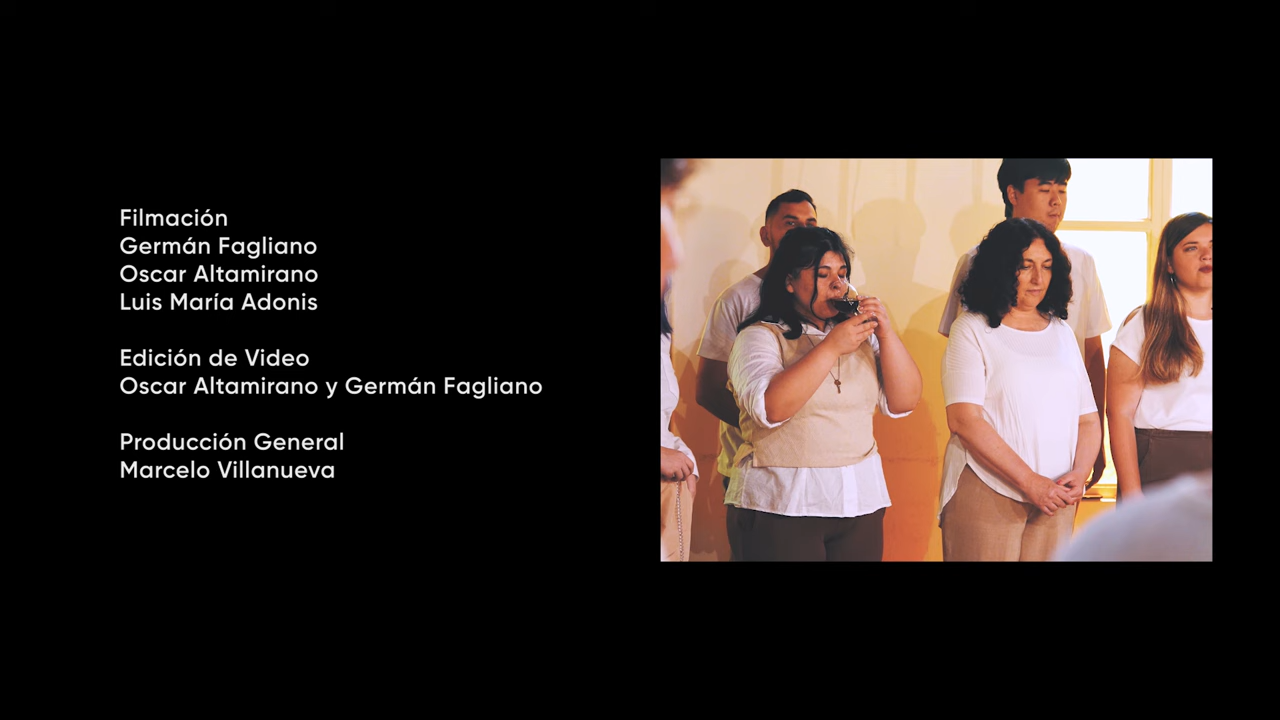 Filmación
Germán Fagliano
Oscar Altamirano
Luis María Adonis
Edición de Video
Oscar Altamirano y Germán Fagliano
Producción General
Marcelo Villanueva